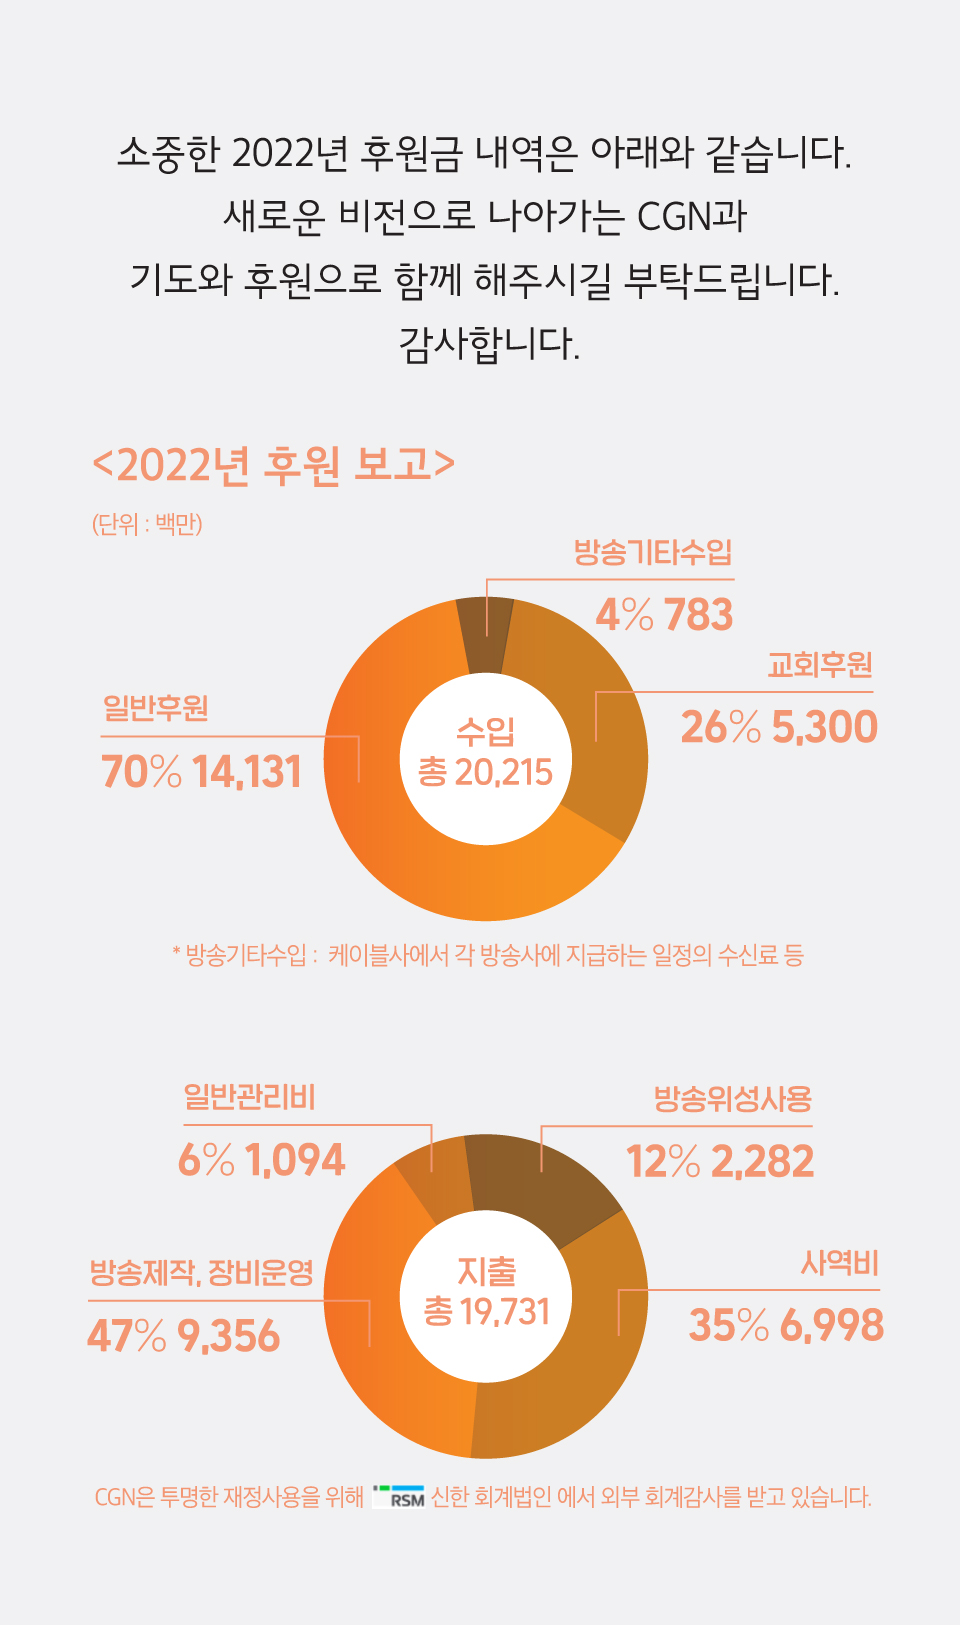 소중한 2022년 후원금 내역은 아래와 같습니다.
새로운 비전으로 나아가는 CGN과
기도와 후원으로 함께 해주시길 부탁드립니다.
감사합니다.
<2022년 후원 보고>
(단위 : 백만)
방송기타수입
4% 783
교회후원
26% 5,300
일반후원
70% 14,131
수입
총 20,215
* 방송기타수입 : 케이블사에서 각 방송사에 지급하는 일정의 수신료 등
일반관리비
6% 1,094
방송위성사용
12% 2,282
방송제작, 장비운영
47% 9,356
사역비
35% 6,998
지출
총 19,731
CGN은 투명한 재정사용을 위해 RSM 신한 회계법인 에서 외부 회계감사를 받고 있습니다.